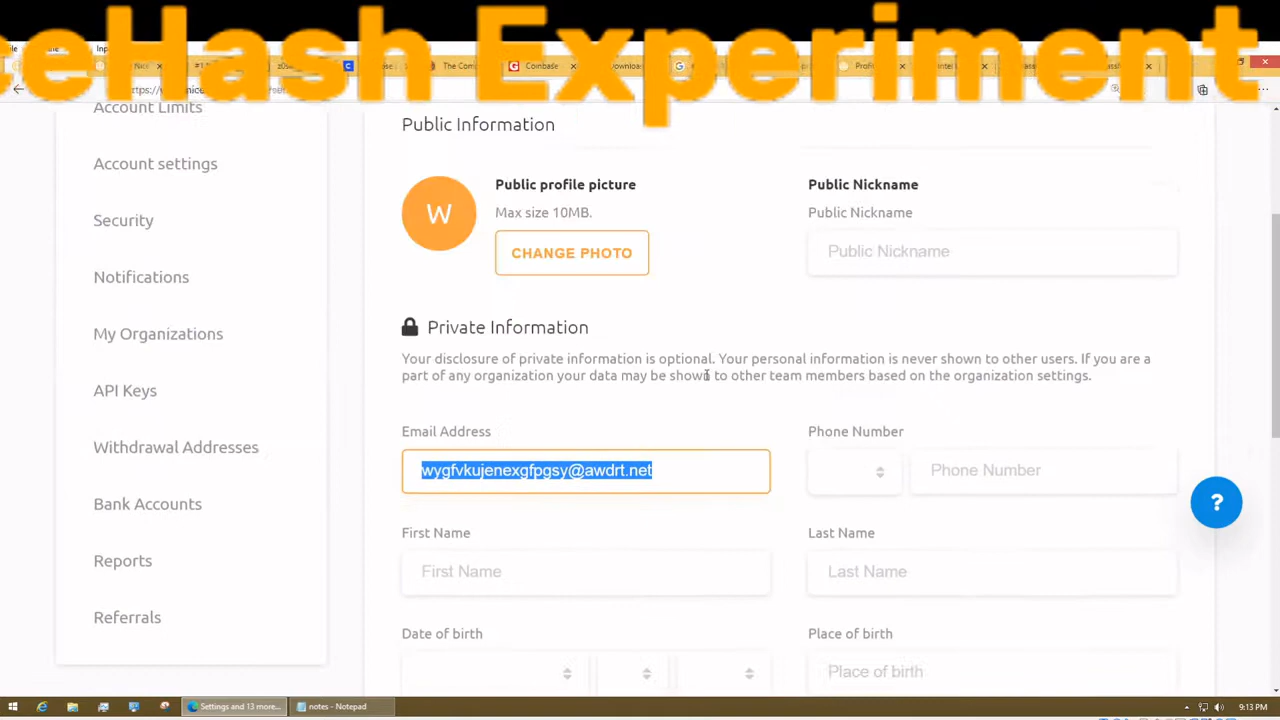 eHash Experiment
Account Limits
Account settings
Security
Notifications
My Organizations
API Keys
Withdrawal Addresses
Bank Accounts
Reports
Referrals
Public Information
W
Public profile picture
Max size 10MB.
CHANGE PHOTO
Public Nickname
Public Nickname
Public Nickname
Private Information
Your disclosure of private information is optional. Your personal information is never shown to other users. If you are a
part of any organization your data may be shown to other team members based on the organization settings.
Email Address
wygfvkujenexgfpgsy@awdrt.net
Phone Number
Phone Number
First Name
First Name
Last Name
Last Name
Date of birth
Place of birth
Place of birth
?
Settings and 13 more...
notes - Notepad
9:13 PM